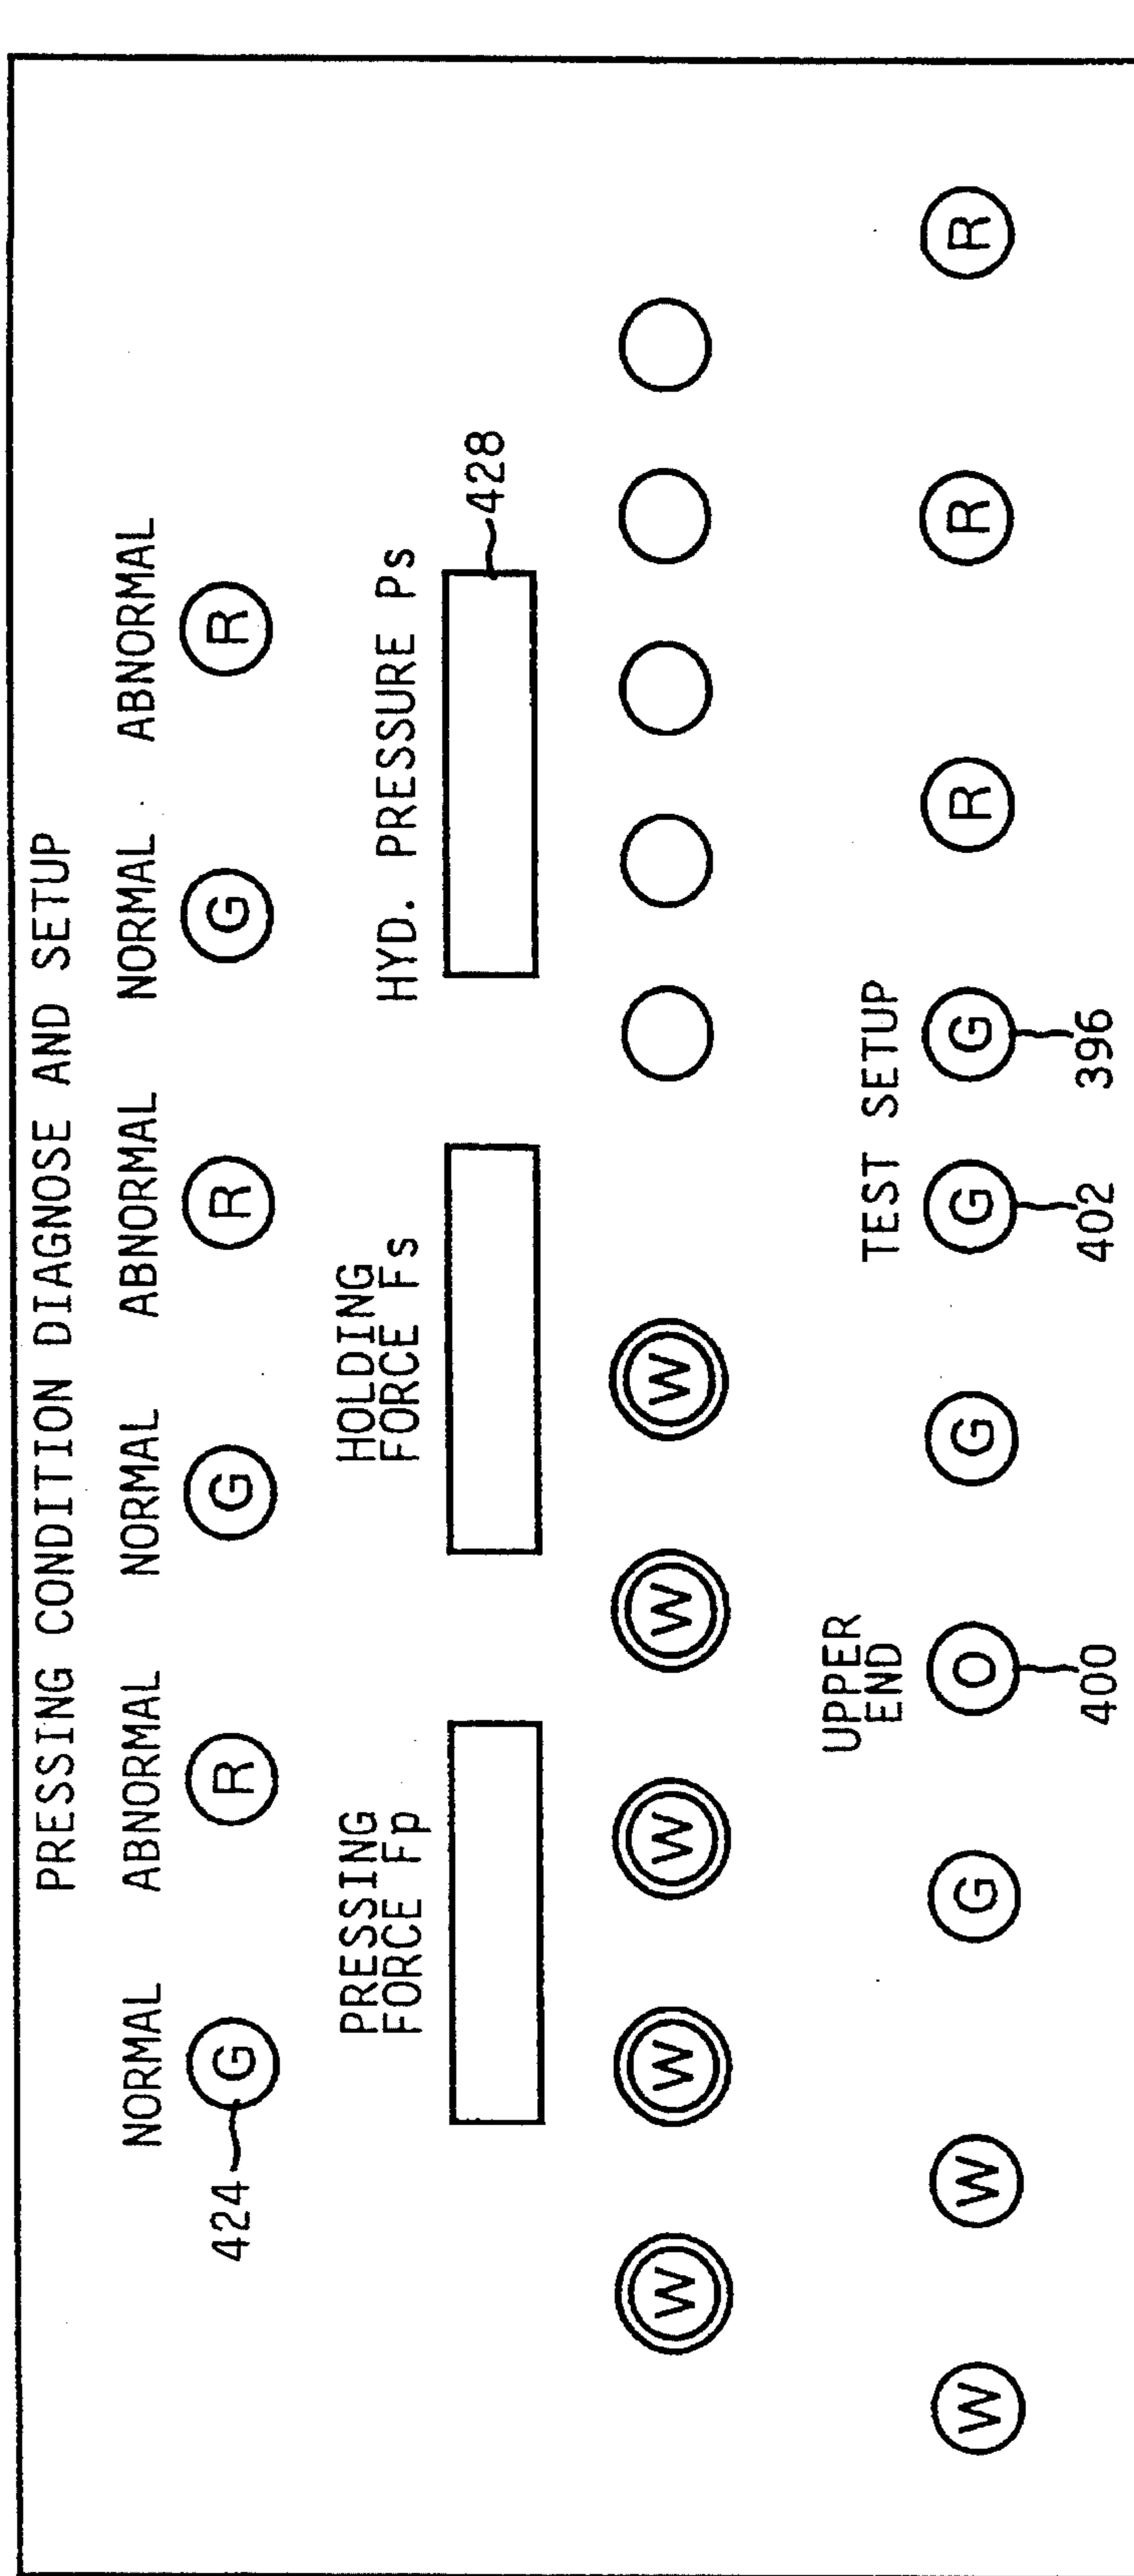 PRESSING CONDITION DIAGNOSE AND SETUP
NORMAL ABNORMAL NORMAL ABNORMAL NORMAL ABNORMAL
G R G R G R
424
PRESSING
FORCE Fp
HOLDING
FORCE Fs
HYD. PRESSURE Ps
428
W W W W W
UPPER
END
TEST SETUP
W W G O G G G R R R
400
402
396